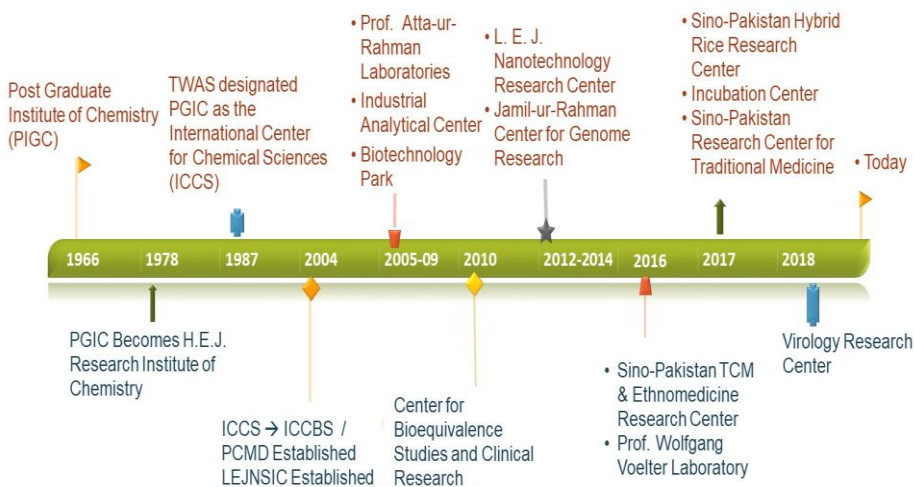 Post Graduate
Institute of Chemistry
(PIGC)
TWAS designated
PGIC as the
International Center
for Chemical Sciences
(ICCS)
• Prof. Atta-ur-
Rahman
Laboratories
• Industrial
Analytical Center
• Biotechnology
Park
• L. E. J.
Nanotechnology
Research Center
• Jamil-ur-Rahman
Center for Genome
Research
• Sino-Pakistan Hybrid
Rice Research
Center
• Incubation Center
• Sino-Pakistan
Research Center for
Traditional Medicine
• Today
1966
1978
1987
2004
2005-09
2010
2012-2014
2016
2017
2018
PGIC Becomes H.E.J.
Research Institute of
Chemistry
ICCS → ICCBS /
PCMD Established
LEJNSIC Established
Center for
Bioequivalence
Studies and Clinical
Research
• Sino-Pakistan TCM
& Ethnomedicine
Research Center
• Prof. Wolfgang
Voelter Laboratory
Virology Research
Center